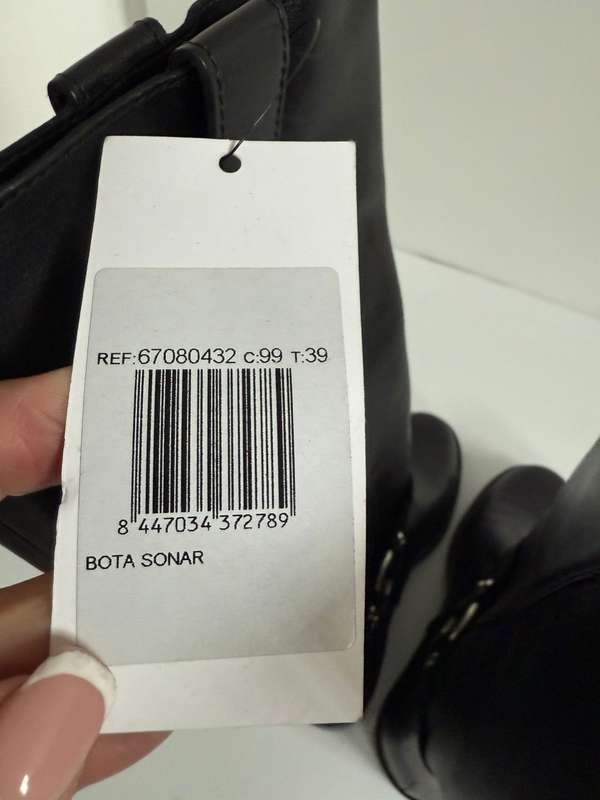 REF:67080432 C:99 T:39
8 447034 372789
BOTA SONAR